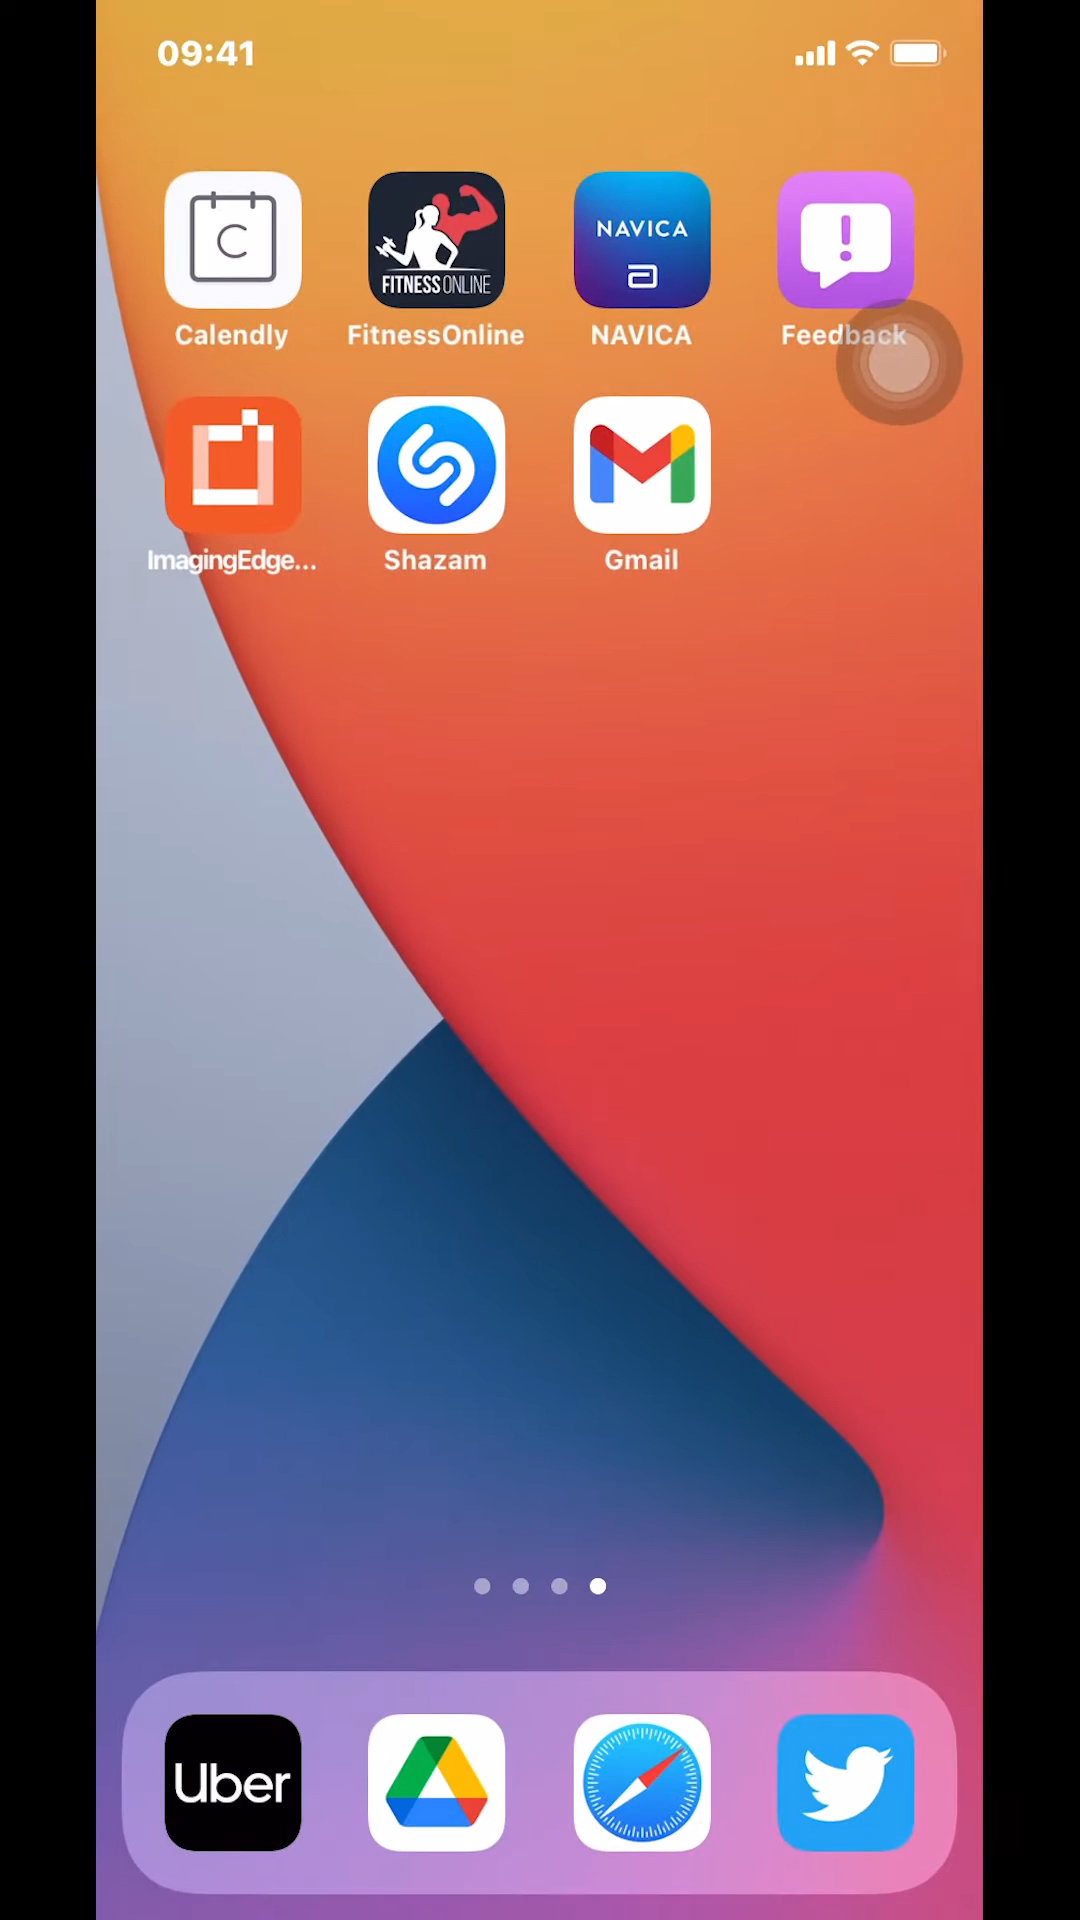 09:41
C
FITNESS ONLINE
NAVICA
Calendly FitnessOnline NAVICA Feedback
ImagingEdge... Shazam Gmail
Uber